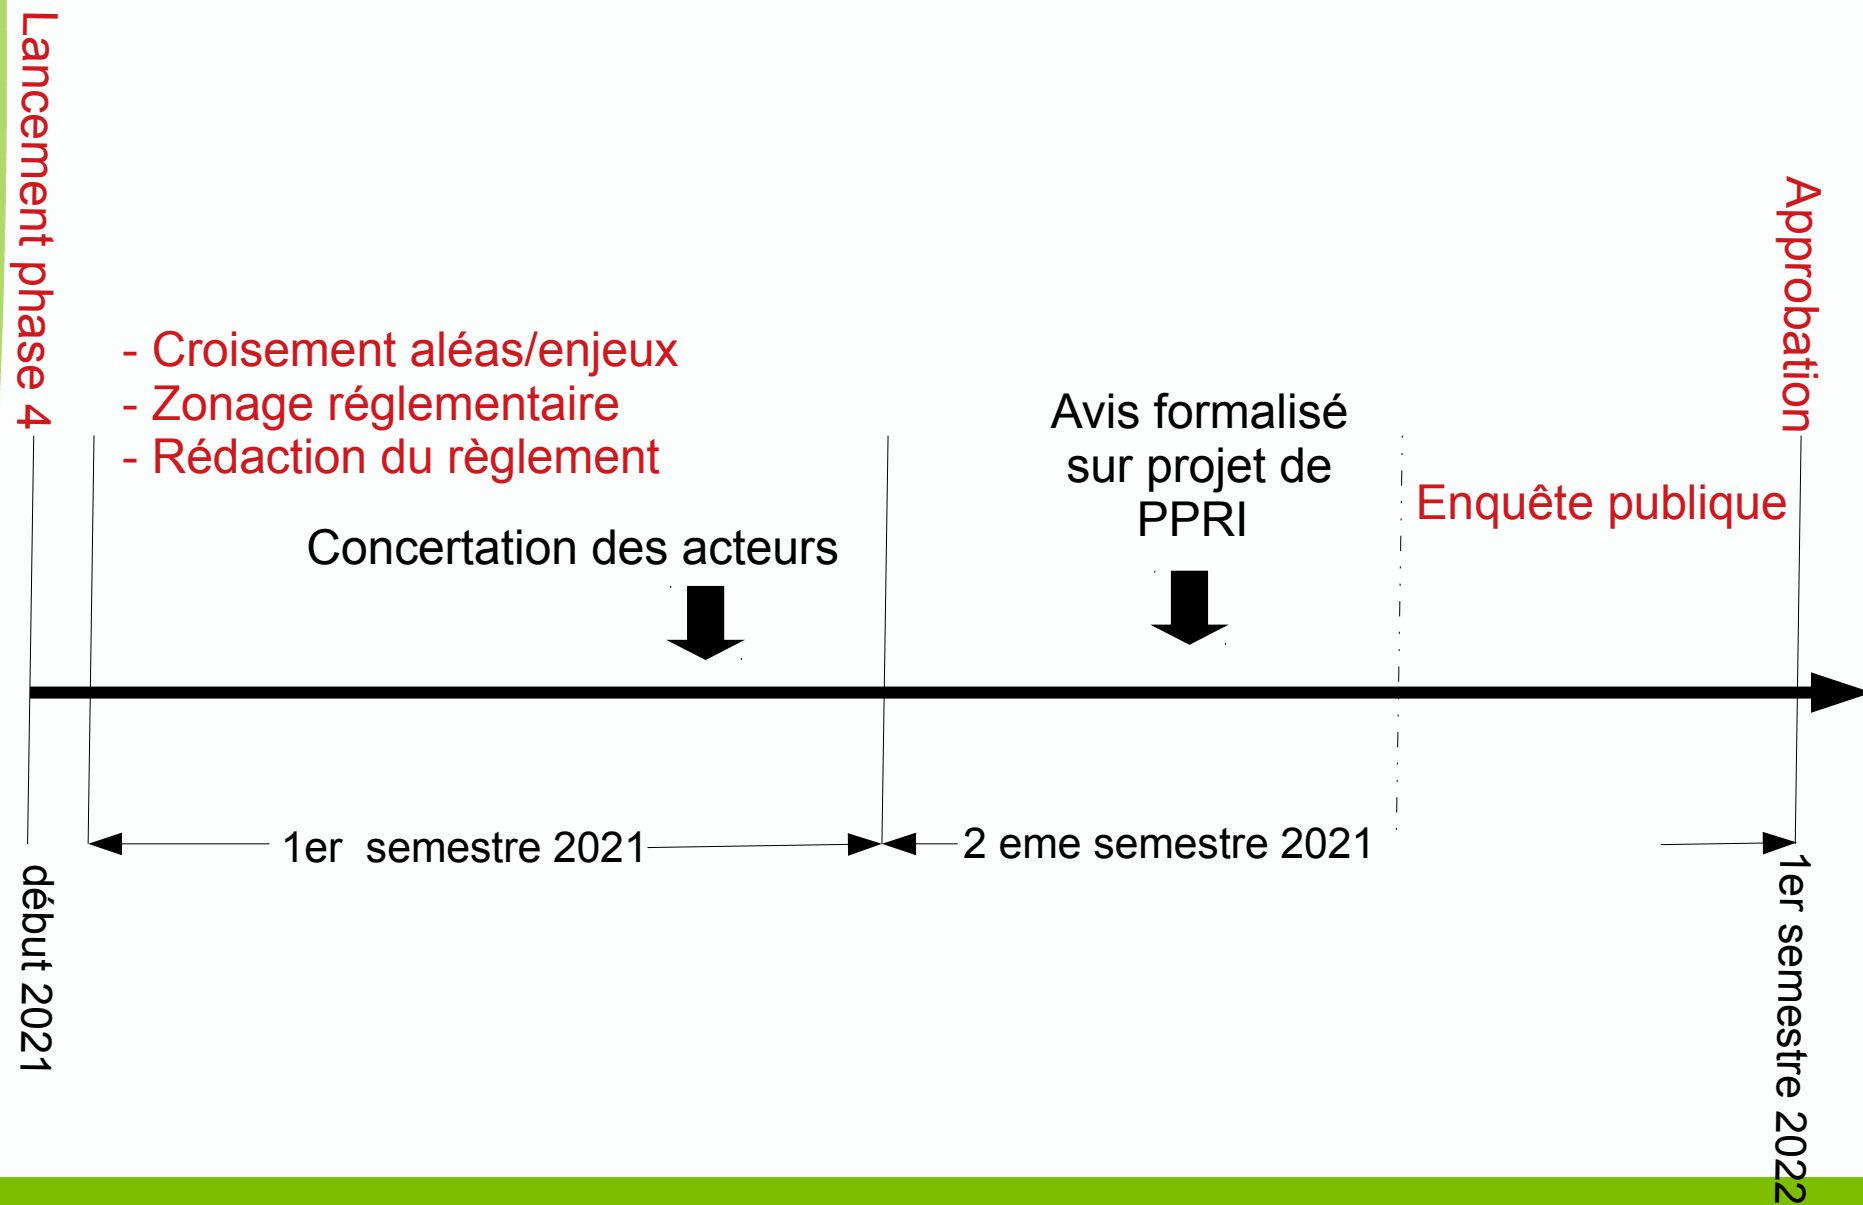 Lancement phase 4
- Croisement aléas/enjeux
- Zonage réglementaire
- Rédaction du règlement
Concertation des acteurs
Avis formalisé
sur projet de
PPRI
Enquête publique
Approbation
début 2021
1er semestre 2021
2 eme semestre 2021
1er semestre 2022